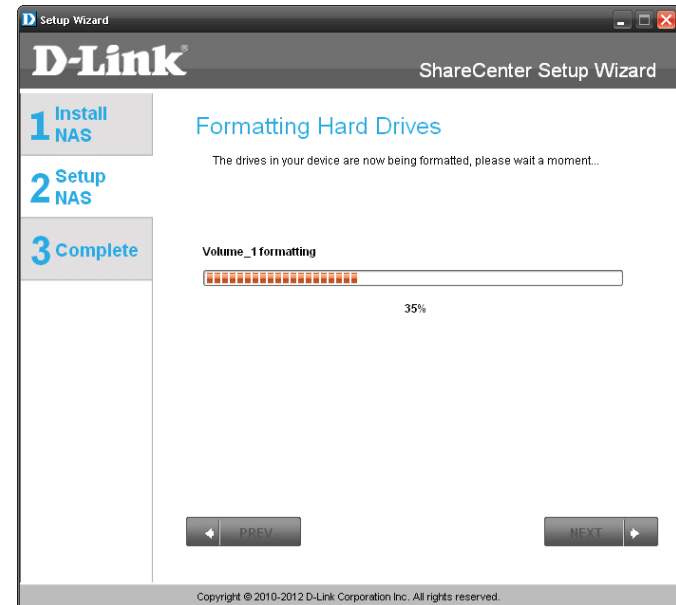 Setup Wizard
D-Link®
ShareCenter Setup Wizard
1 Install
NAS
2 Setup
NAS
3 Complete
Formatting Hard Drives
The drives in your device are now being formatted, please wait a moment...
Volume_1 formatting
35%
PREV
NEXT
Copyright © 2010-2012 D-Link Corporation Inc. All rights reserved.